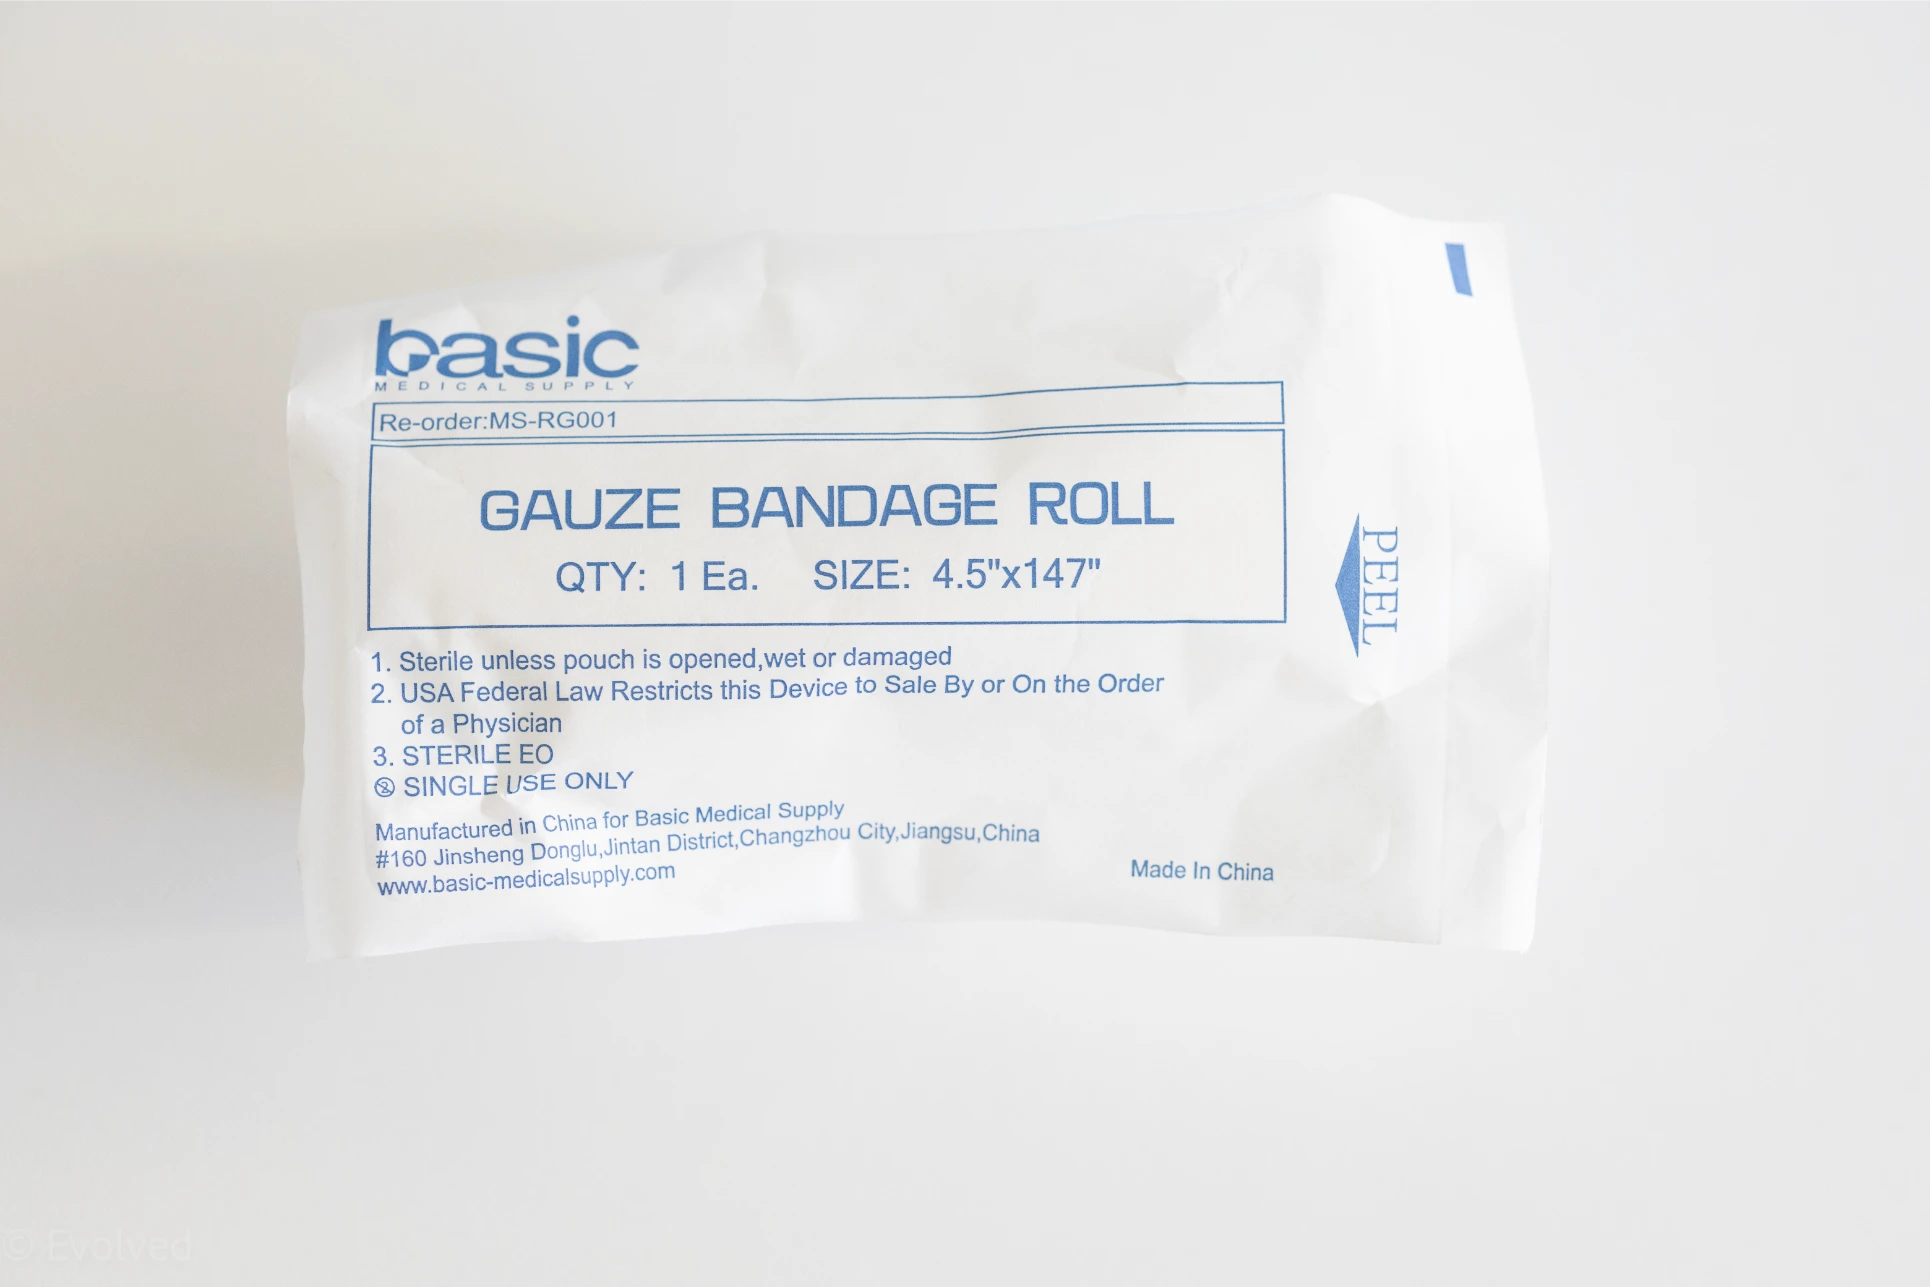 basic
MEDICAL SUPPLY
Re-order:MS-RG001
GAUZE BANDAGE ROLL
QTY: 1 Ea. SIZE: 4.5"x147"
PEEL
1. Sterile unless pouch is opened,wet or damaged
2. USA Federal Law Restricts this Device to Sale By or On the Order
of a Physician
3. STERILE EO
2 SINGLE USE ONLY
Manufactured in China for Basic Medical Supply
#160 Jinsheng Donglu,Jintan District,Changzhou City,Jiangsu,China
www.basic-medicalsupply.com
Made In China
© Evolved